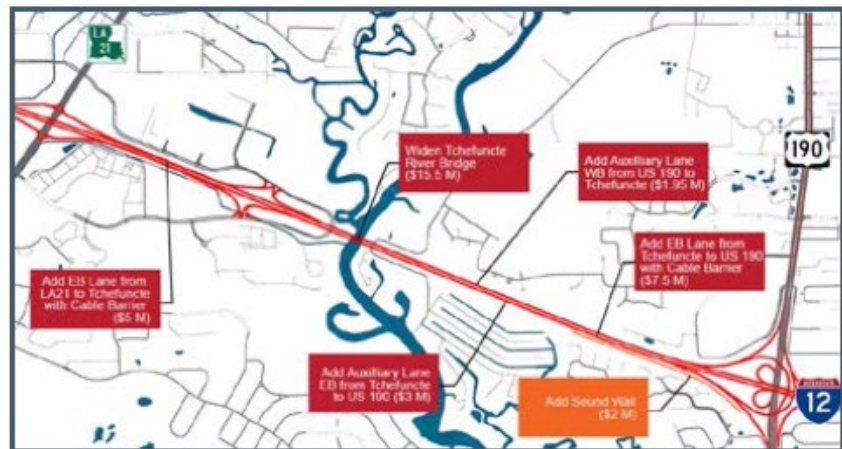 LA
21
Widen Tchefuncte
River Bridge
($15.5 M)
Add Auxiliary Lane
WB from US 190 to
Tchefuncte ($1.95 M)
190
Add EB Lane from
Tchefuncte to US 190
with Cable Barrier
($7.5 M)
Add EB Lane from
LA21 to Tchefuncte
with Cable Barrier
($5 M)
Add Auxiliary Lane
EB from Tchefuncte
to US 190 ($3 M)
Add Sound Wall
($2 M)
INTERSTATE
12